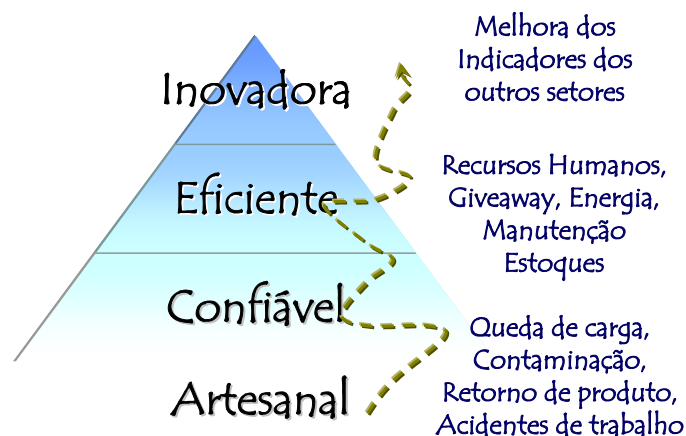 Melhora dos
Indicadores dos
outros setores
Inovadora
Recursos Humanos,
Giveaway, Energia,
Manutenção
Estoques
Eficiente
Confiável
Queda de carga,
Contaminação,
Retorno de produto,
Acidentes de trabalho
Artesanal